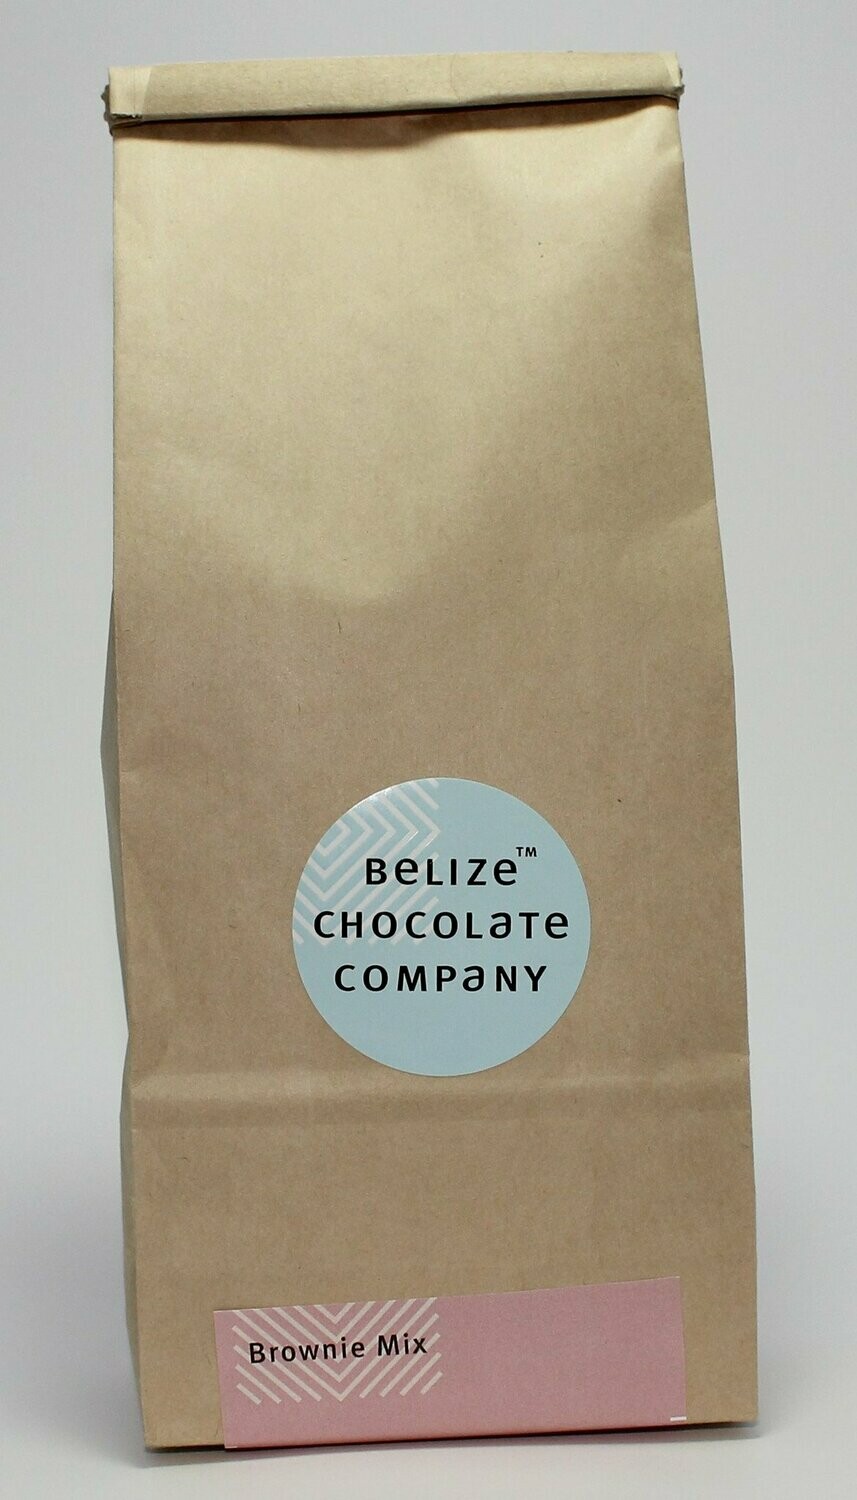 BeLIZe™
CHOCOLaTe
COMPaNY
Brownie Mix